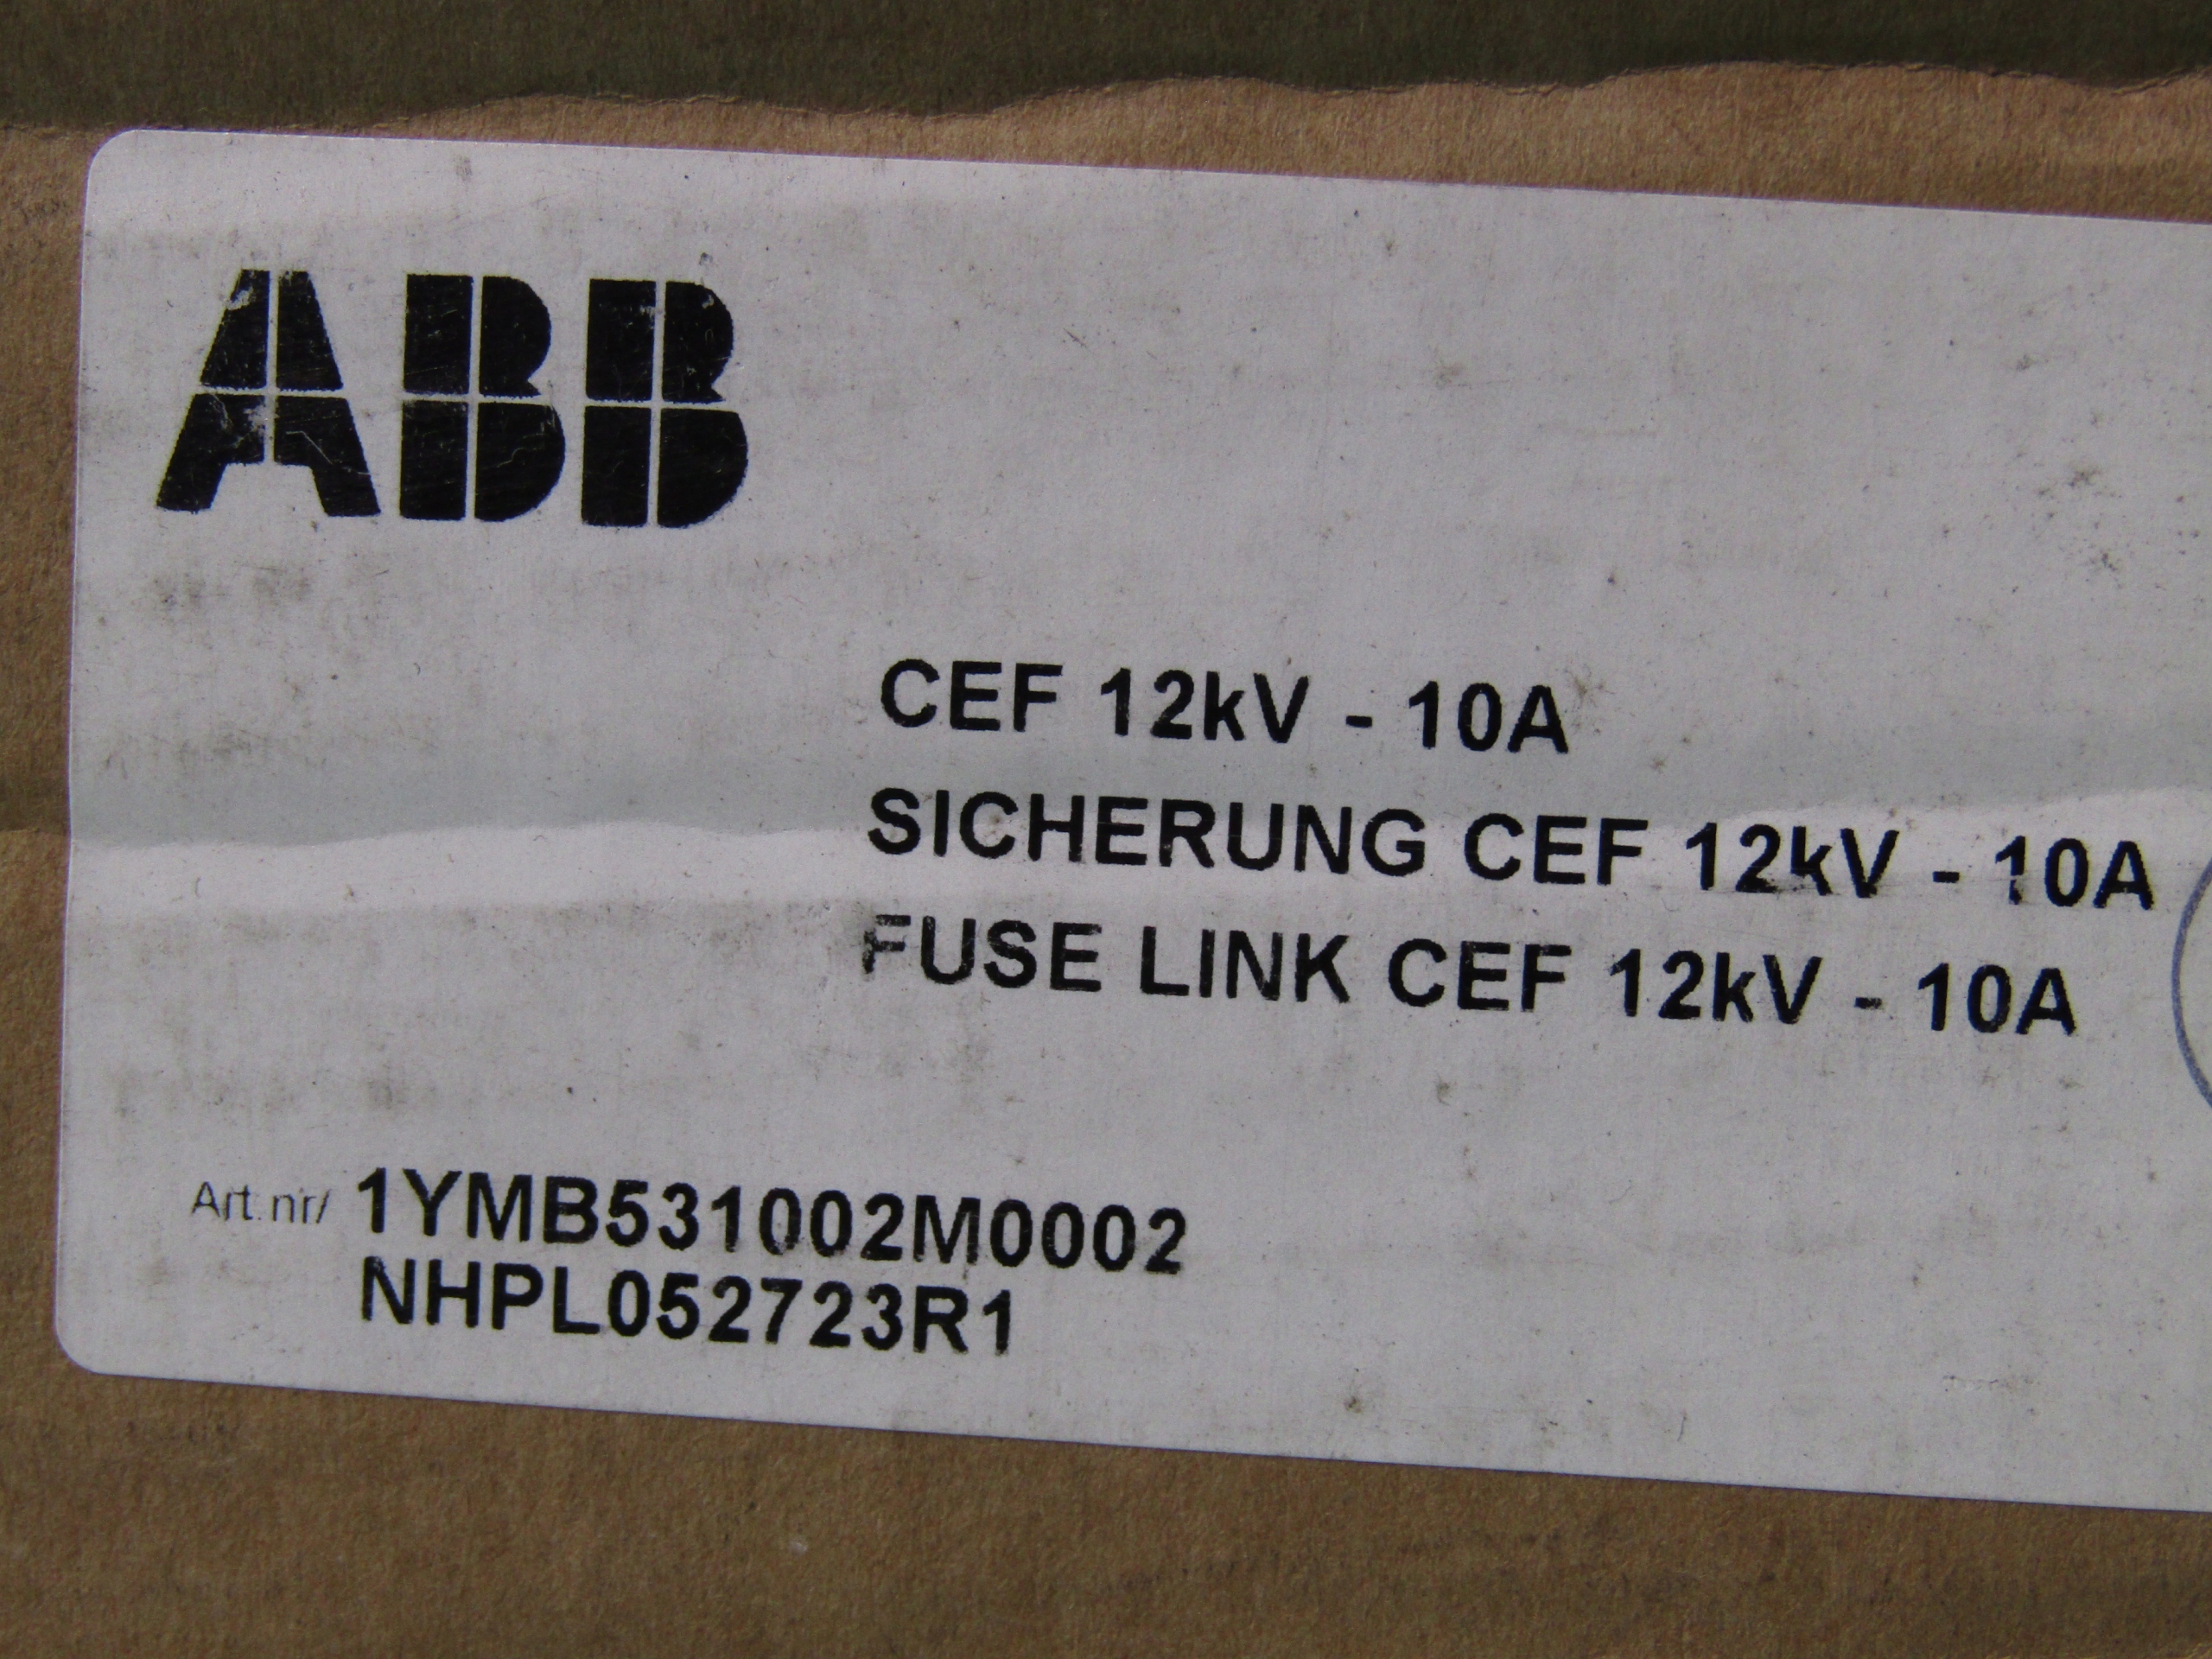 ABB
CEF 12kV - 10A
SICHERUNG CEF 12kV - 10A
FUSE LINK CEF 12kV - 10A
Art.nr/ 1YMB531002M0002
NHPL052723R1